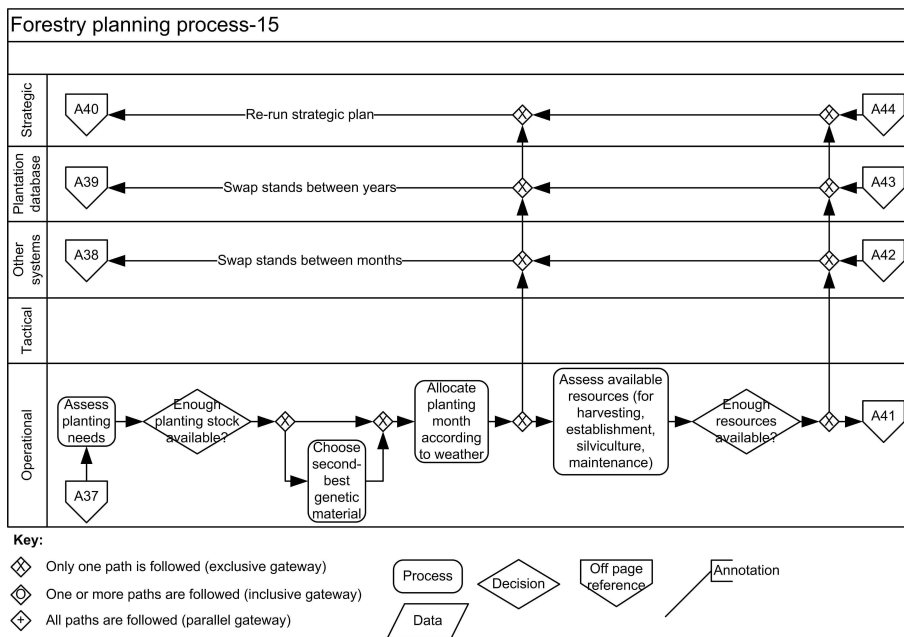 Forestry planning process-15
Strategic
A40
Re-run strategic plan
X
X
A44
Plantation
database
A39
Swap stands between years
X
X
A43
Other
systems
A38
Swap stands between months
X
X
A42
Tactical
Operational
Assess
planting
needs
A37
Enough
planting stock
available?
X
Choose
second-
best
genetic
material
X
Allocate
planting
month
according
to weather
X
Assess available
resources (for
harvesting,
establishment,
silviculture,
maintenance)
Enough
resources
available?
X
A41
Key:
X Only one path is followed (exclusive gateway)
O One or more paths are followed (inclusive gateway)
+ All paths are followed (parallel gateway)
Process
Decision
Off page
reference
Annotation
Data